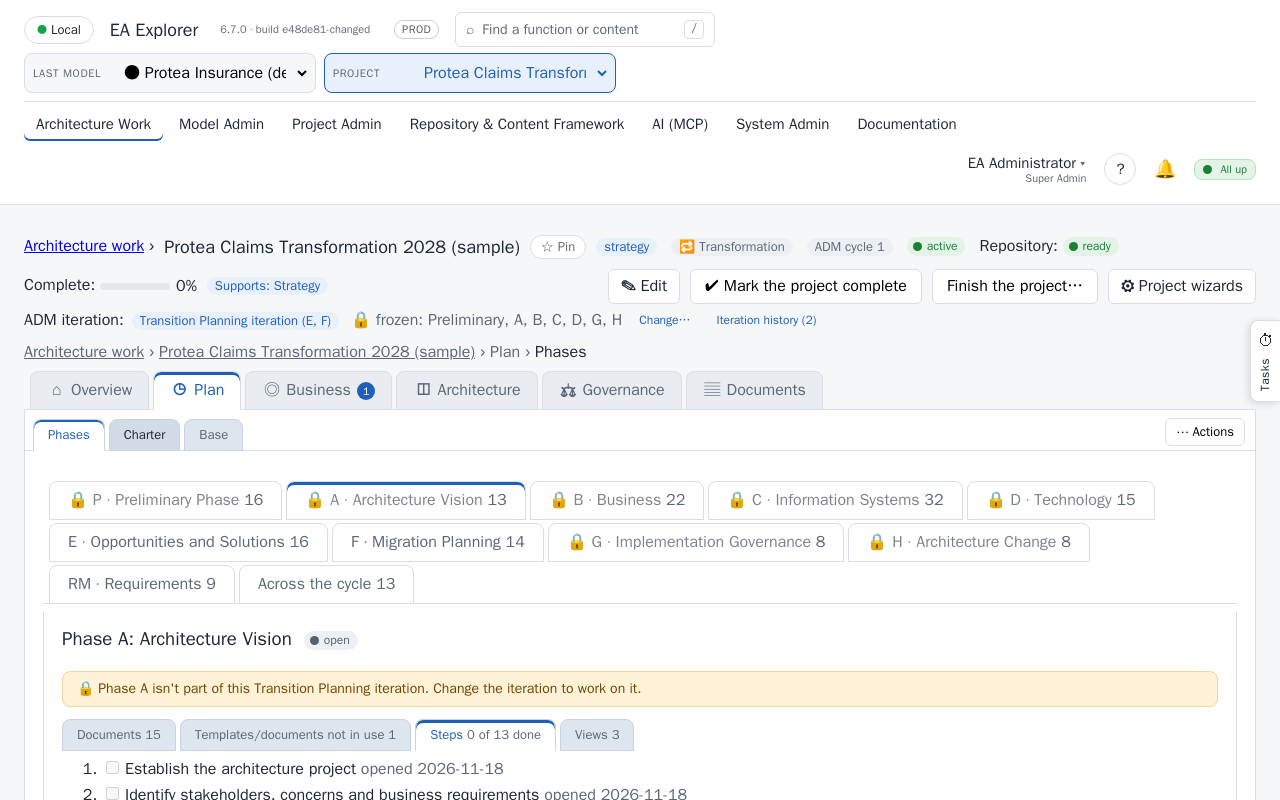 Local EA Explorer 6.7.0 · build e48de81-changed PROD Find a function or content /
LAST MODEL Protea Insurance (de PROJECT Protea Claims Transfor
Architecture Work Model Admin Project Admin Repository & Content Framework AI (MCP) System Admin Documentation
EA Administrator ▾ ? All up
Super Admin
Architecture work › Protea Claims Transformation 2028 (sample) ☆ Pin strategy 🔁 Transformation ADM cycle 1 active Repository: ready
Complete: 0% Supports: Strategy ✎ Edit ✔ Mark the project complete Finish the project⋯ ⚙ Project wizards
ADM iteration: Transition Planning iteration (E, F) 🔒 frozen: Preliminary, A, B, C, D, G, H Change⋯ Iteration history (2)
Tasks
Architecture work › Protea Claims Transformation 2028 (sample) › Plan › Phases
Overview Plan Business 1 Architecture Governance Documents
Phases Charter Base ⋯ Actions
🔒 P · Preliminary Phase 16 🔒 A · Architecture Vision 13 🔒 B · Business 22 🔒 C · Information Systems 32 🔒 D · Technology 15
E · Opportunities and Solutions 16 F · Migration Planning 14 🔒 G · Implementation Governance 8 🔒 H · Architecture Change 8
RM · Requirements 9 Across the cycle 13
Phase A: Architecture Vision open
🔒 Phase A isn't part of this Transition Planning iteration. Change the iteration to work on it.
Documents 15 Templates/documents not in use 1 Steps 0 of 13 done Views 3
1. Establish the architecture project opened 2026-11-18
2. Identify stakeholders, concerns and business requirements opened 2026-11-18